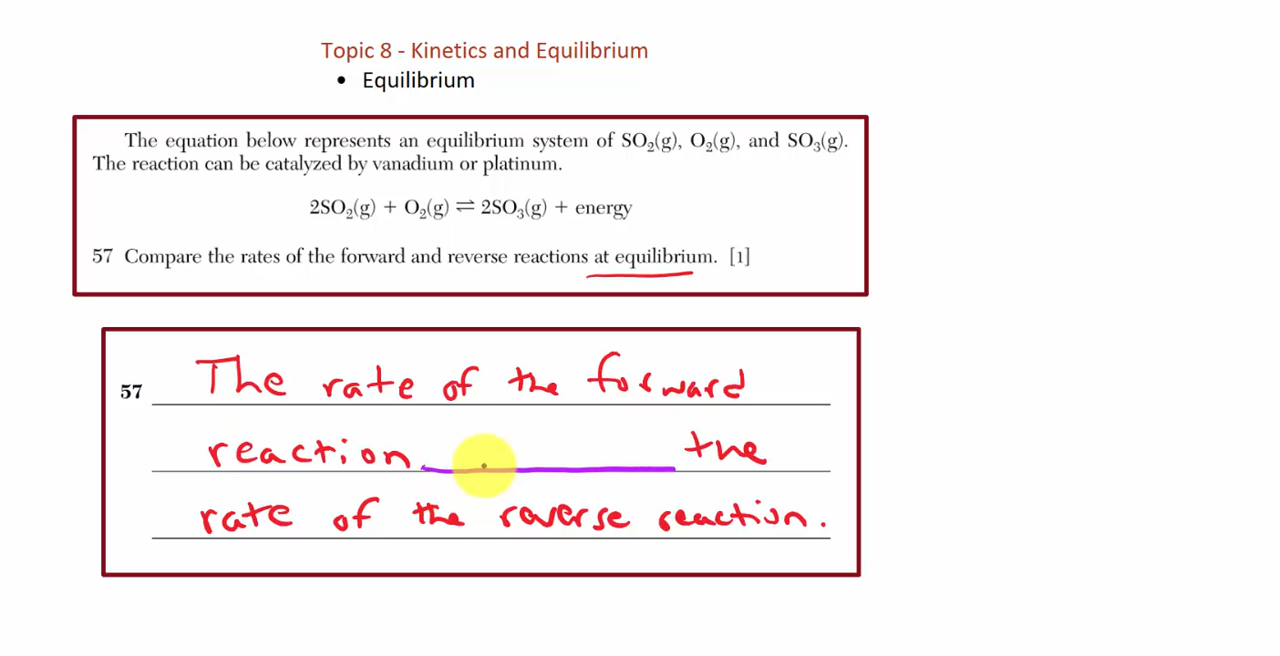 Topic 8 - Kinetics and Equilibrium
• Equilibrium
The equation below represents an equilibrium system of SO₂(g), O₂(g), and SO₃(g).
The reaction can be catalyzed by vanadium or platinum.
2SO₂(g) + O₂(g) ⇌ 2SO₃(g) + energy
57 Compare the rates of the forward and reverse reactions at equilibrium. [1]
57 The rate of the forward
reaction the
rate of the reverse reaction.